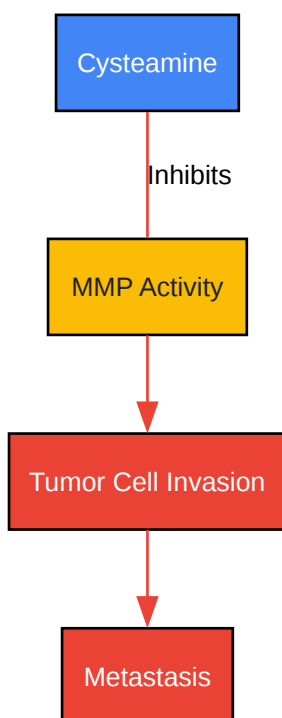 Cysteamine
Inhibits
MMP Activity
Tumor Cell Invasion
Metastasis